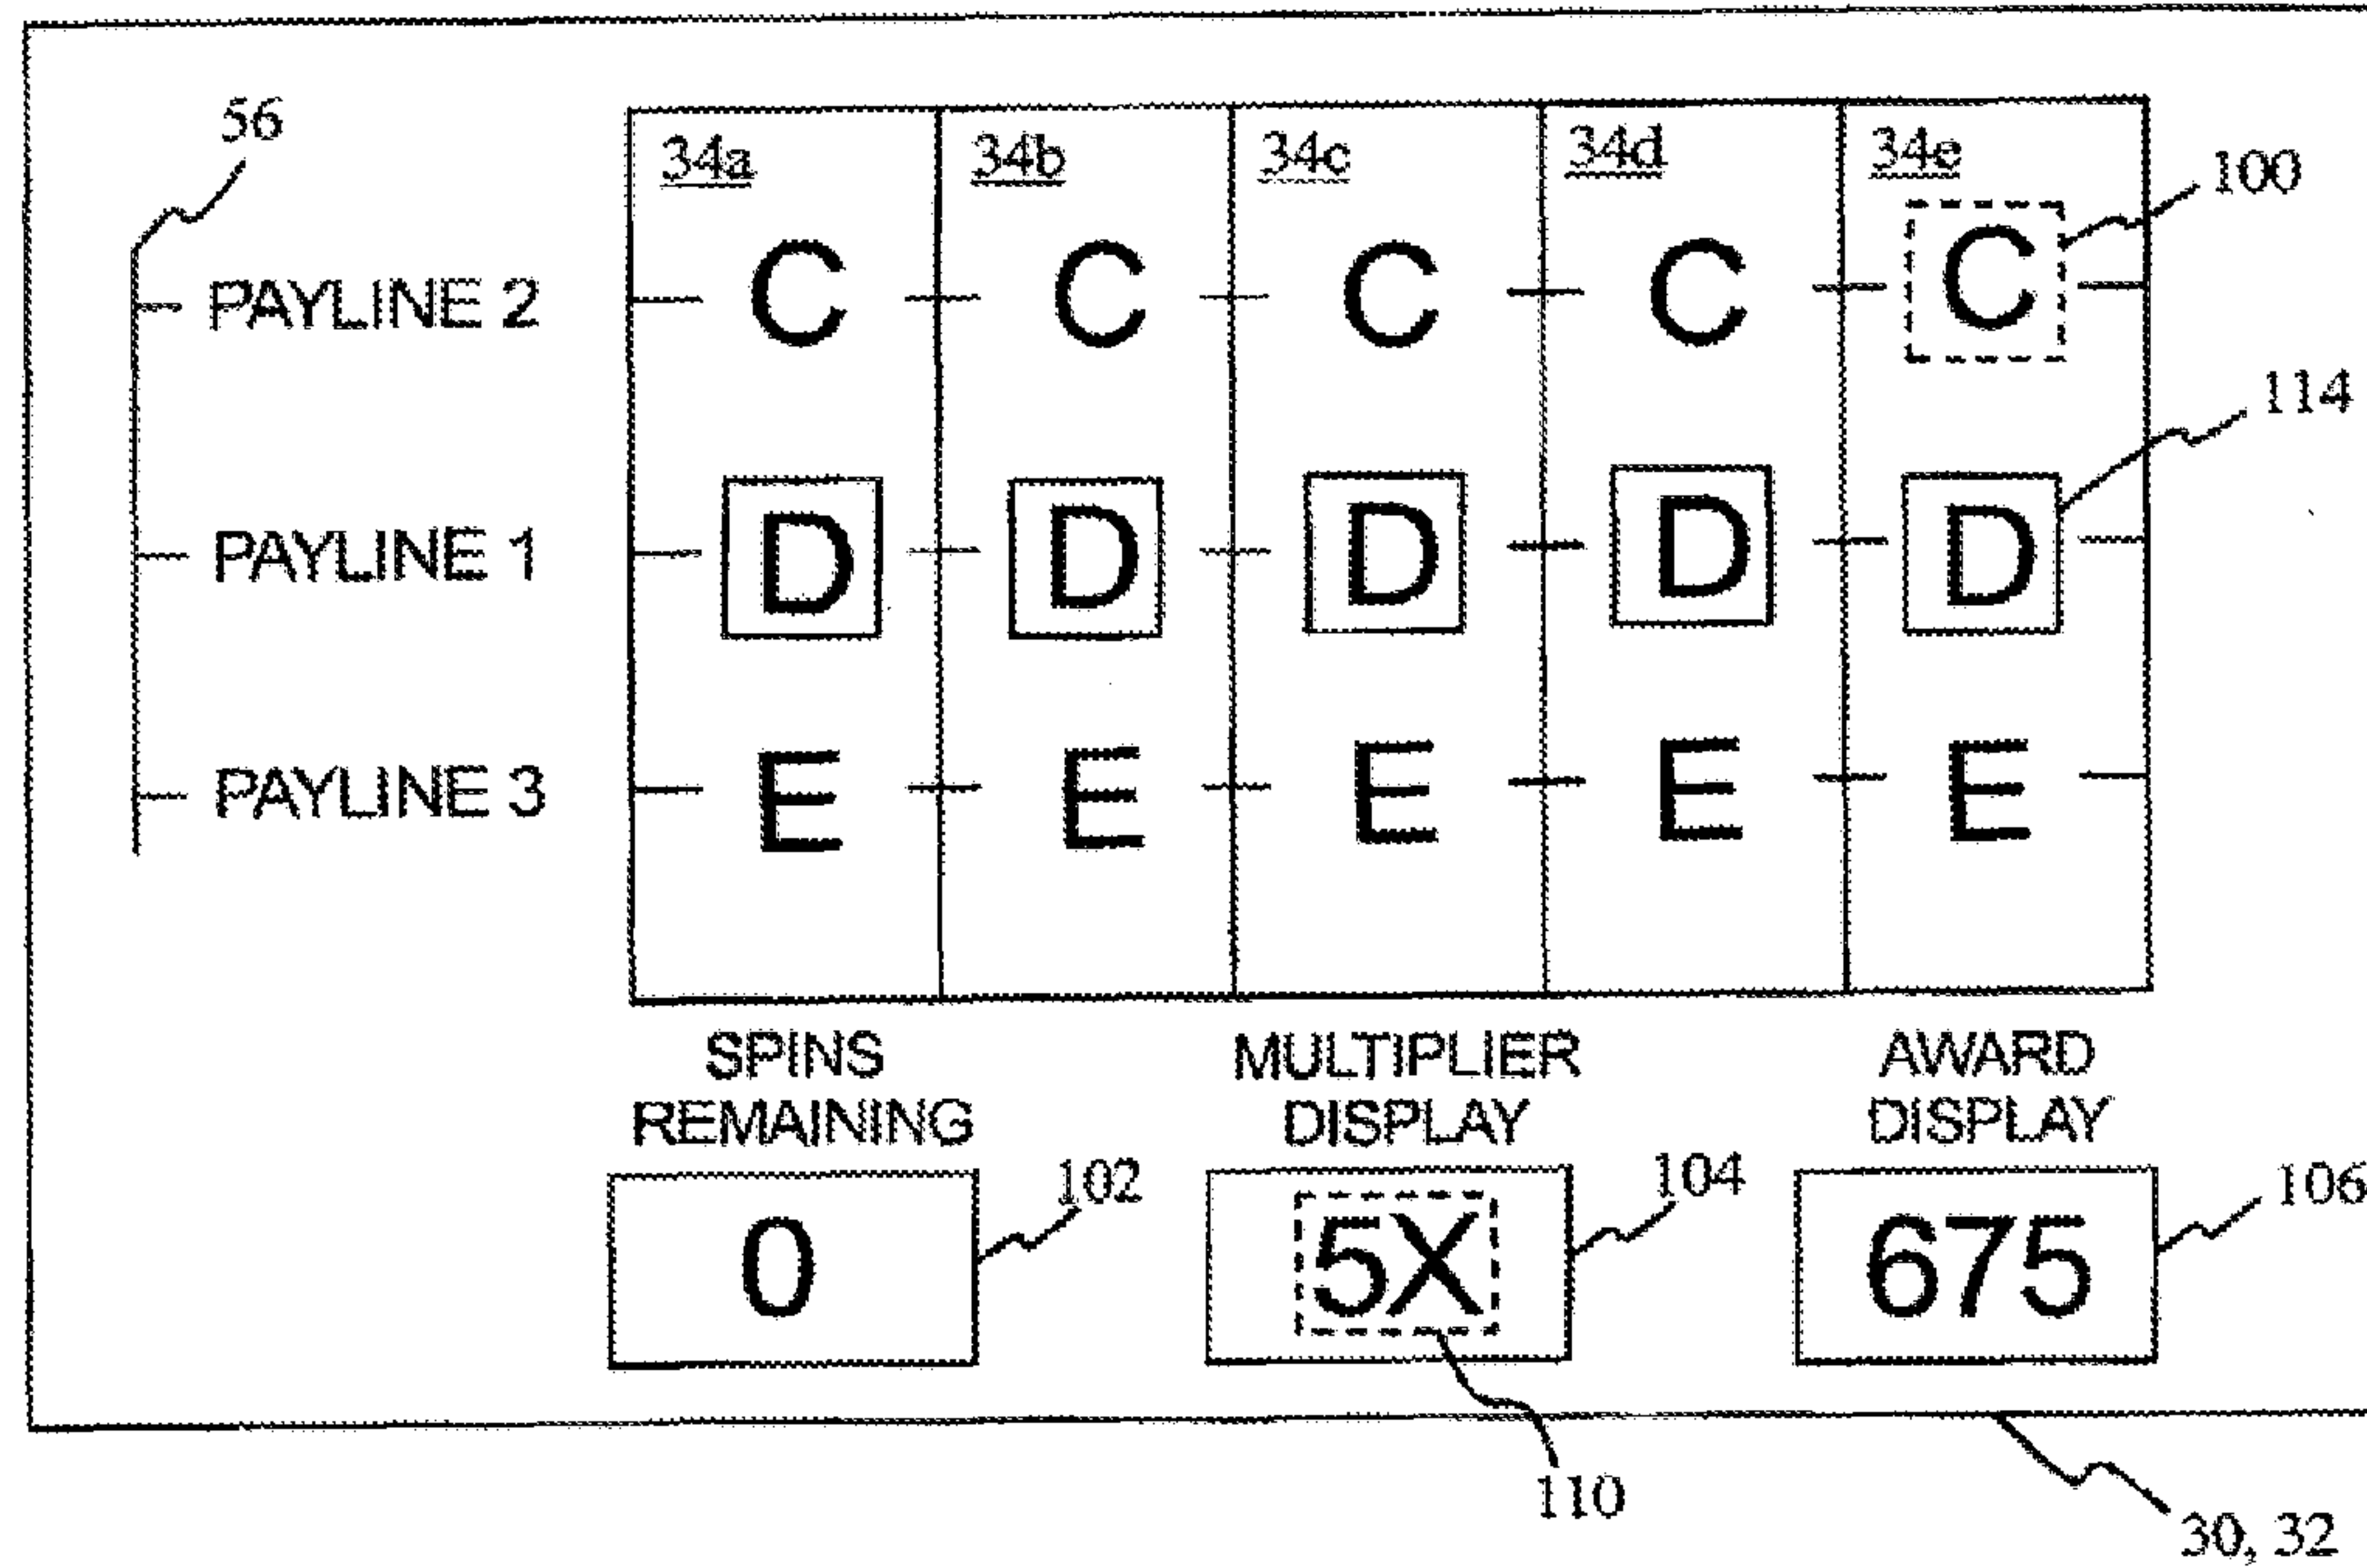 56
34a 34b 34c 34d 34e
100
PAYLINE 2 C C C C C
114
PAYLINE 1 D D D D D
PAYLINE 3 E E E E E
SPINS REMAINING
MULTIPLIER DISPLAY
AWARD DISPLAY
102
104
106
0 5X 675
110
30, 32